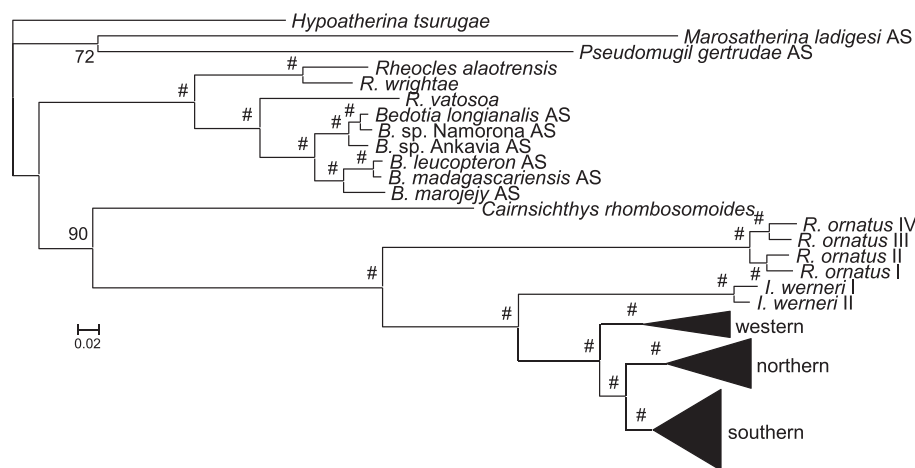 Hypoatherina tsurugae
Marosatherina ladigesi AS
72
Pseudomugil gertrudae AS
#
Rheocles alaotrensis
#
R. wrightae
#
R. vatosoa
#
Bedotia longianalis AS
#
B. sp. Namorona AS
#
B. sp. Ankavia AS
#
B. leucopteron AS
#
B. madagascariensis AS
B. marojejy AS
90
Cairnsichthys rhombosomoides
#
R. ornatus IV
#
R. ornatus III
R. ornatus II
#
R. ornatus I
#
#
I. werneri I
I. werneri II
#
#
western
0.02
#
#
northern
#
#
southern